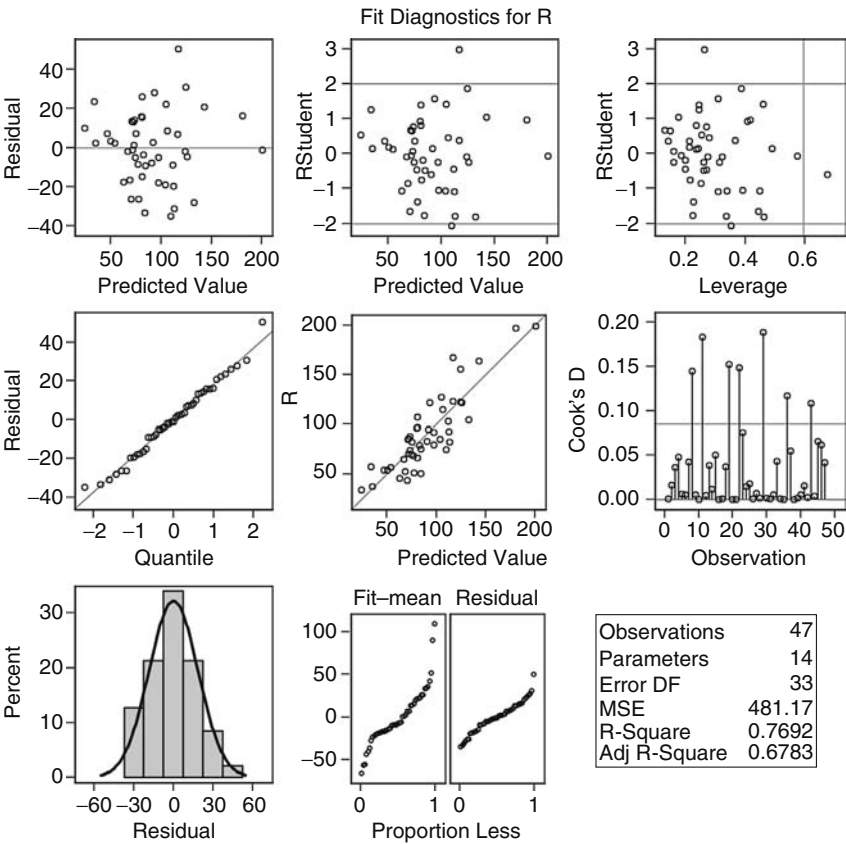 Fit Diagnostics for R
Residual
40
20
0
−20
−40
50 100 150 200
Predicted Value
RStudent
3
2
1
0
−1
−2
50 100 150 200
Predicted Value
RStudent
3
2
1
0
−1
−2
0.2 0.4 0.6
Leverage
Residual
40
20
0
−20
−40
−2 −1 0 1 2
Quantile
R
200
150
100
50
50 100 150 200
Predicted Value
Cook's D
0.20
0.15
0.10
0.05
0.00
0 10 20 30 40 50
Observation
Percent
30
20
10
0
−60 −30 0 30 60
Residual
Fit–mean Residual
100
50
0
−50
0 1 0 1
Proportion Less
Observations 47
Parameters 14
Error DF 33
MSE 481.17
R-Square 0.7692
Adj R-Square 0.6783